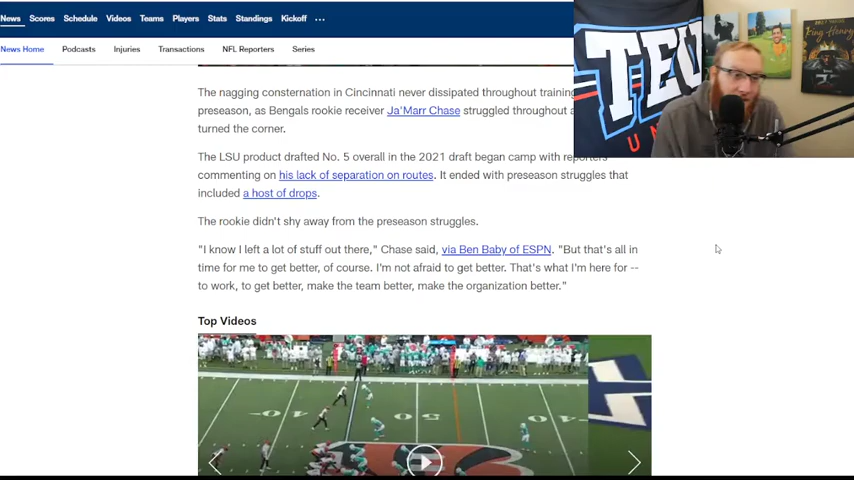 News Scores Schedule Videos Teams Players Stats Standings Kickoff ...
News Home Podcasts Injuries Transactions NFL Reporters Series
The nagging consternation in Cincinnati never dissipated throughout training
preseason, as Bengals rookie receiver Ja'Marr Chase struggled throughout
turned the corner.
The LSU product drafted No. 5 overall in the 2021 draft began camp with reporters
commenting on his lack of separation on routes. It ended with preseason struggles that
included a host of drops.
The rookie didn't shy away from the preseason struggles.
"I know I left a lot of stuff out there," Chase said, via Ben Baby of ESPN. "But that's all in
time for me to get better, of course. I'm not afraid to get better. That's what I'm here for --
to work, to get better, make the team better, make the organization better."
Top Videos
50